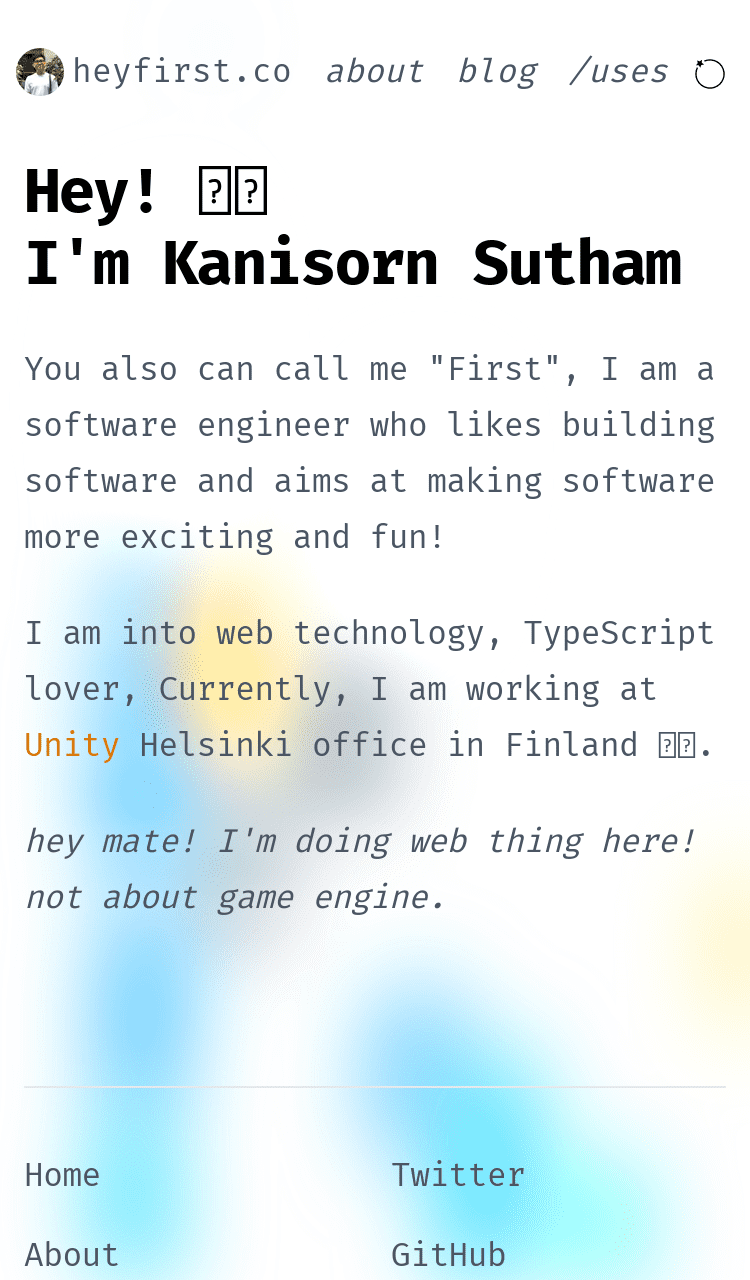 heyfirst.co about blog /uses
Hey!
I'm Kanisorn Sutham
You also can call me "First", I am a
software engineer who likes building
software and aims at making software
more exciting and fun!
I am into web technology, TypeScript
lover, Currently, I am working at
Unity Helsinki office in Finland .
hey mate! I'm doing web thing here!
not about game engine.
Home
Twitter
About
GitHub